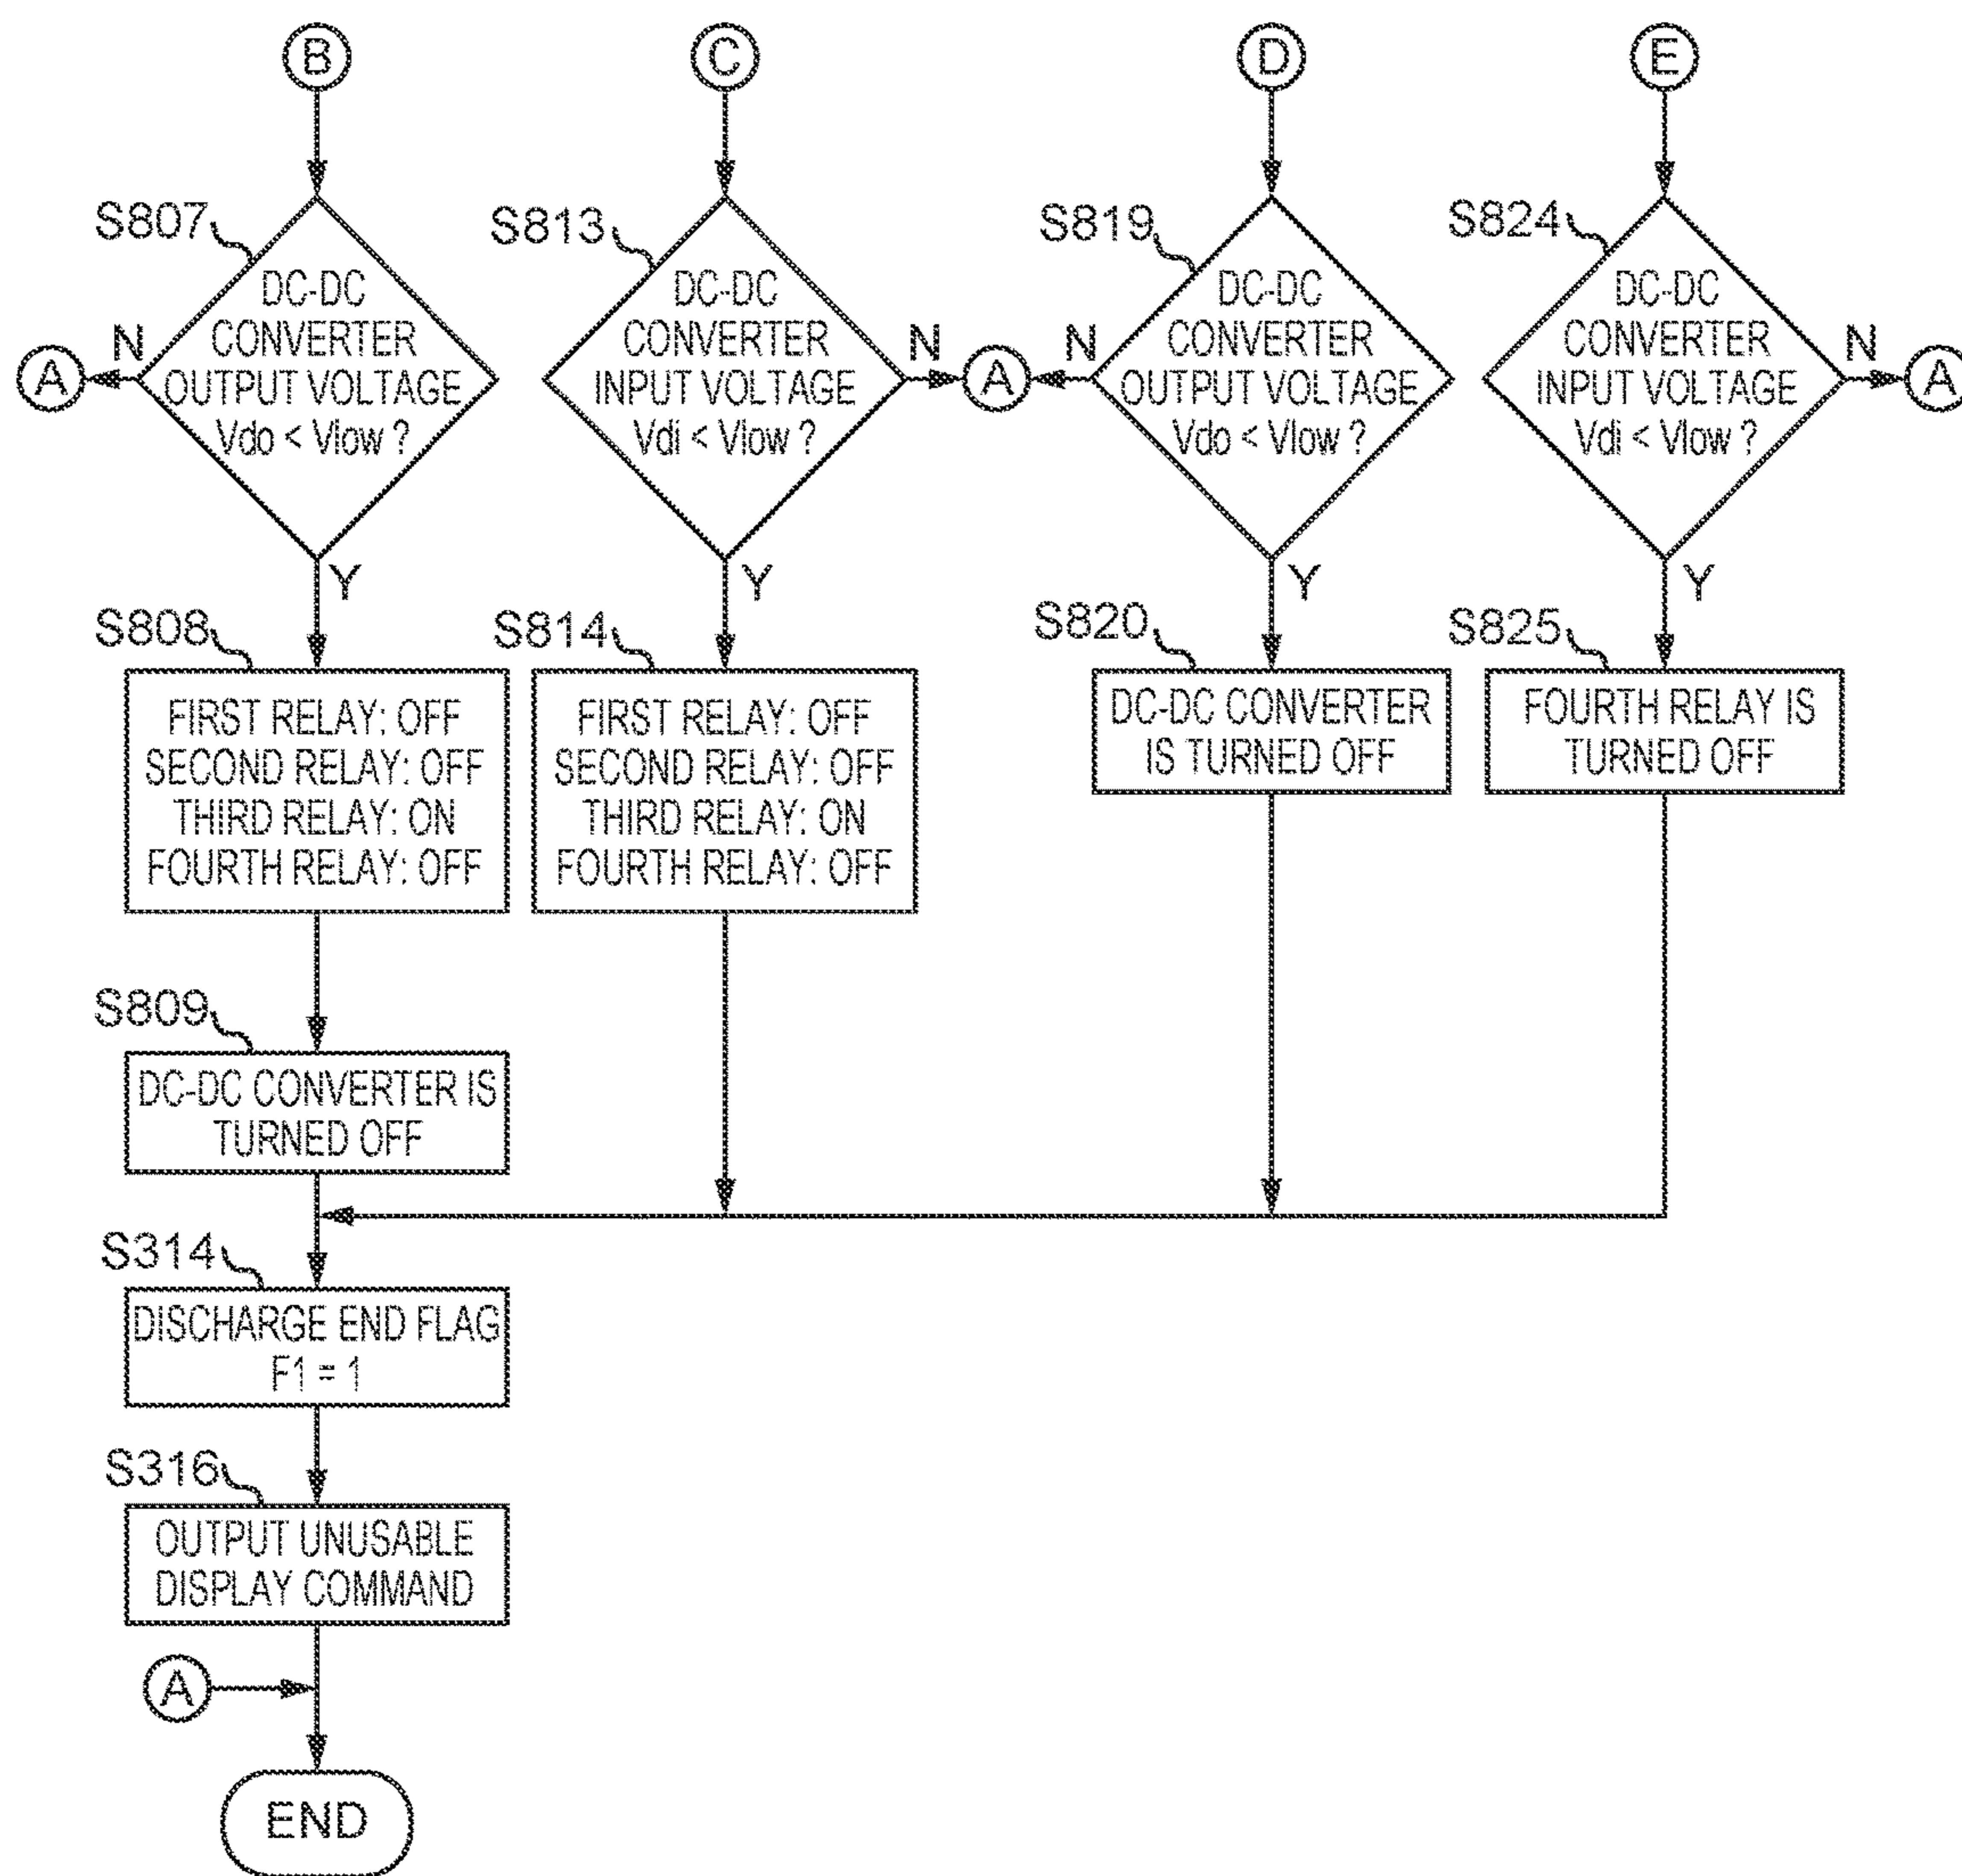 B
C
D
E
S807
DC-DC
CONVERTER
OUTPUT VOLTAGE
Vdo < Vlow ?
N
A
Y
S813
DC-DC
CONVERTER
INPUT VOLTAGE
Vdi < Vlow ?
N
A
Y
S819
DC-DC
CONVERTER
OUTPUT VOLTAGE
Vdo < Vlow ?
N
Y
S824
DC-DC
CONVERTER
INPUT VOLTAGE
Vdi < Vlow ?
N
A
Y
S808
FIRST RELAY: OFF
SECOND RELAY: OFF
THIRD RELAY: ON
FOURTH RELAY: OFF
S814
FIRST RELAY: OFF
SECOND RELAY: OFF
THIRD RELAY: ON
FOURTH RELAY: OFF
S820
DC-DC CONVERTER
IS TURNED OFF
S825
FOURTH RELAY IS
TURNED OFF
S809
DC-DC CONVERTER IS
TURNED OFF
S314
DISCHARGE END FLAG
F1 = 1
S316
OUTPUT UNUSABLE
DISPLAY COMMAND
A
END